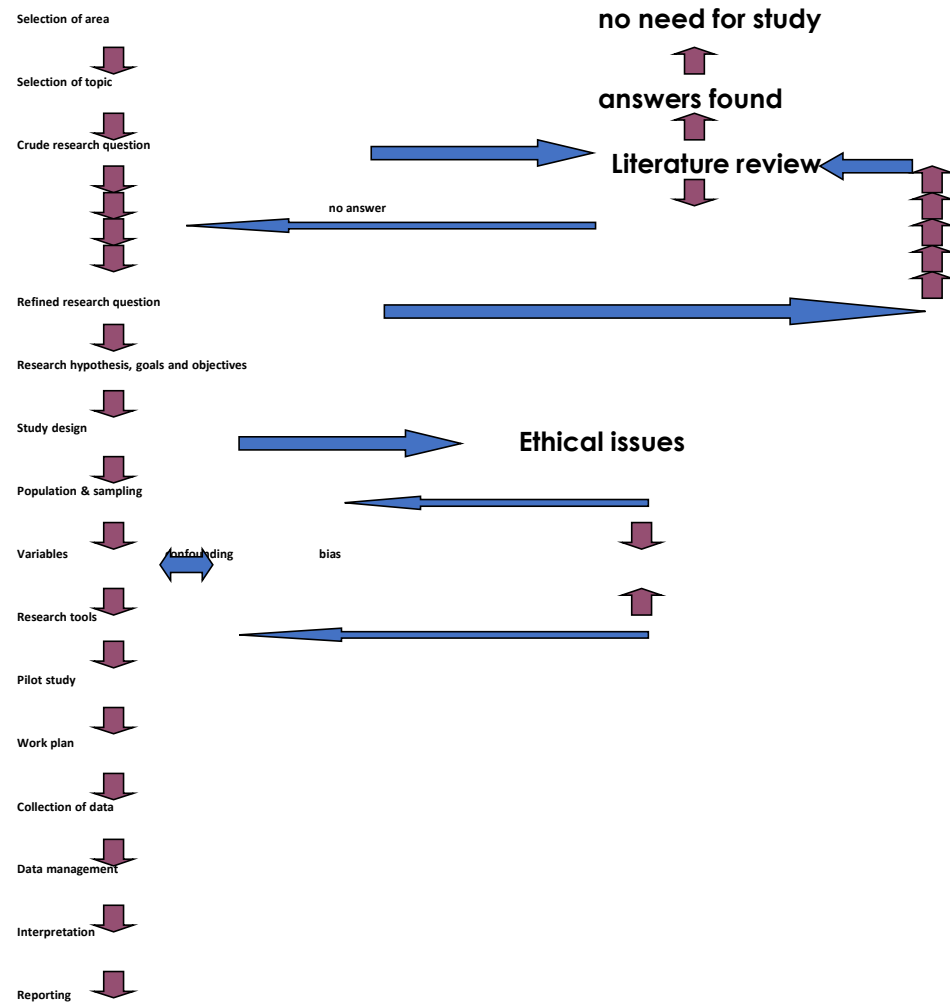 Selection of area
no need for study
Selection of topic
answers found
Crude research question
Literature review
no answer
Refined research question
Research hypothesis, goals and objectives
Study design
Ethical issues
Population & sampling
Variables confounding bias
Research tools
Pilot study
Work plan
Collection of data
Data management
Interpretation
Reporting